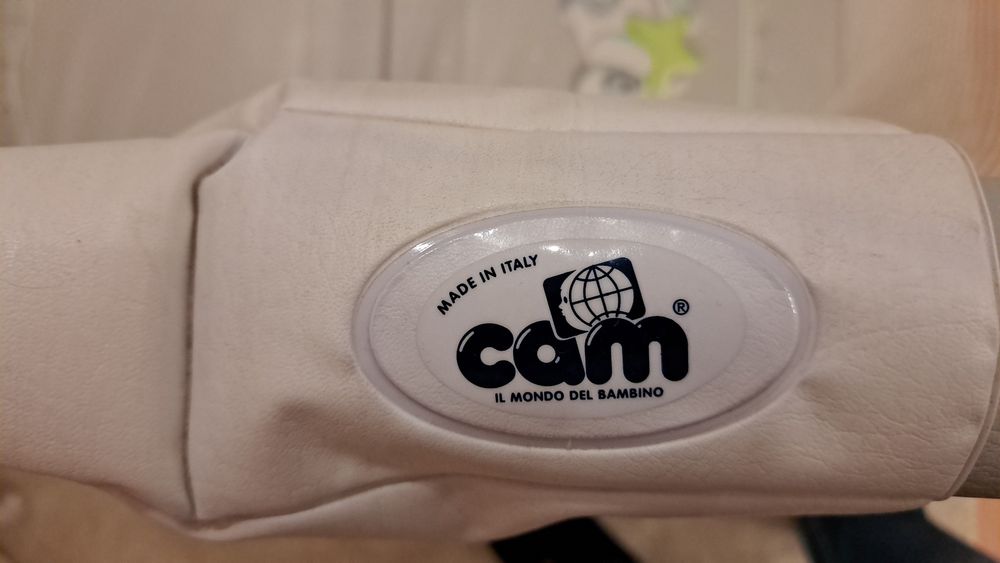 MADE IN ITALY
cam®
IL MONDO DEL BAMBINO